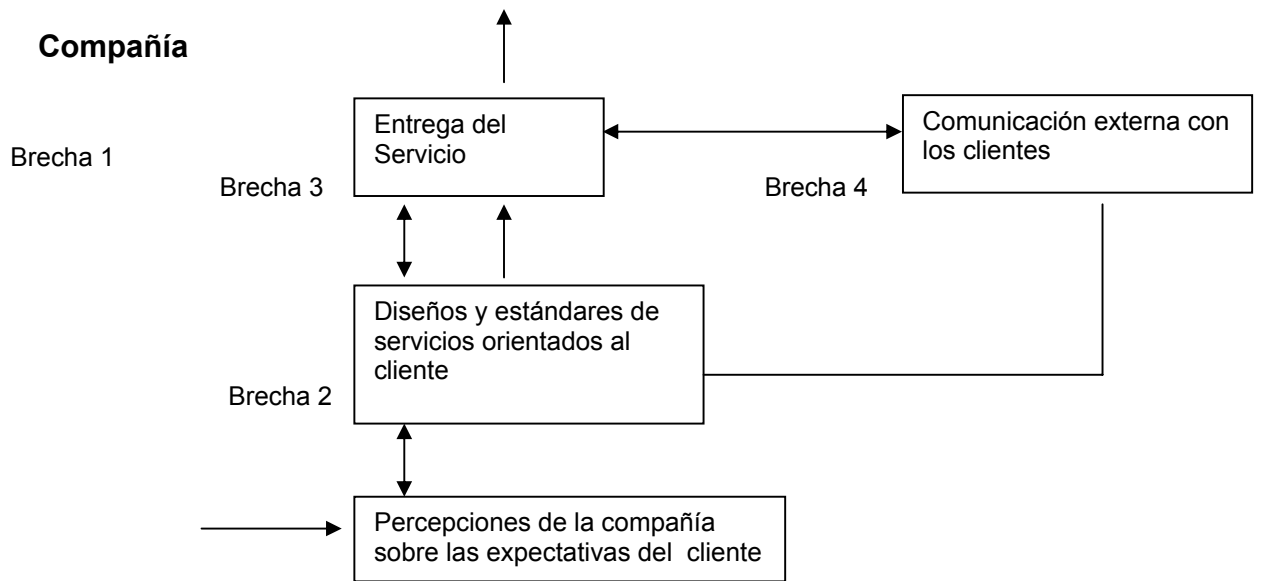 Compañía
Entrega del
Servicio
Comunicación externa con
los clientes
Brecha 1
Brecha 3
Brecha 4
Diseños y estándares de
servicios orientados al
cliente
Brecha 2
Percepciones de la compañía
sobre las expectativas del cliente